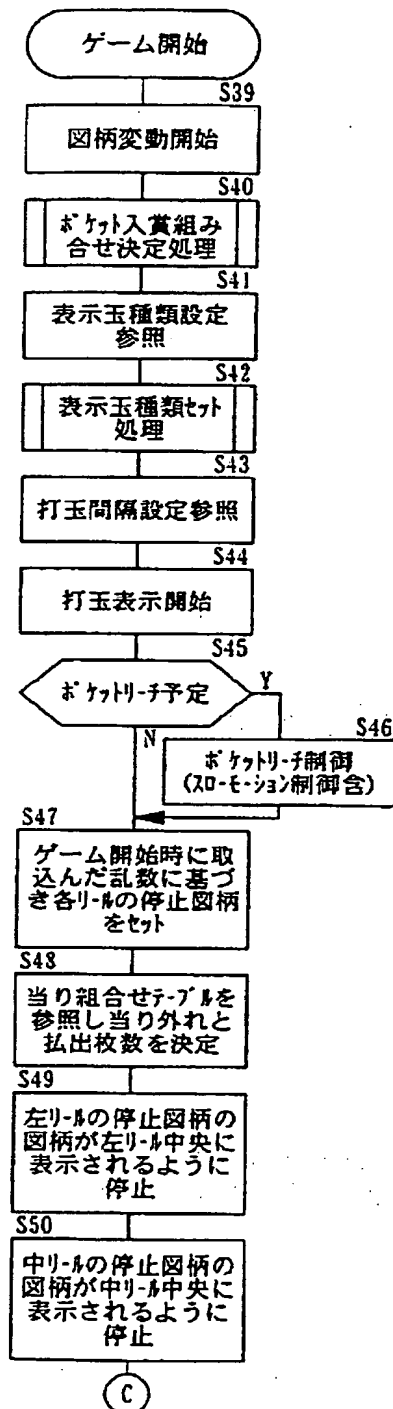 ゲーム開始
S39
図柄変動開始
S40
ポケット入賞組み
合せ決定処理
S41
表示玉種類設定
参照
S42
表示玉種類セット
処理
S43
打玉間隔設定参照
S44
打玉表示開始
S45
ポケットリーチ予定
Y
N
S46
ポケットリーチ制御
(スローモーション制御含)
S47
ゲーム開始時に取
込んだ乱数に基づ
き各リールの停止図柄
をセット
S48
当り組合せテーブルを
参照し当り外れと
払出枚数を決定
S49
左リールの停止図柄の
図柄が左リール中央に
表示されるように
停止
S50
中リールの停止図柄の
図柄が中リール中央に
表示されるように
停止
C